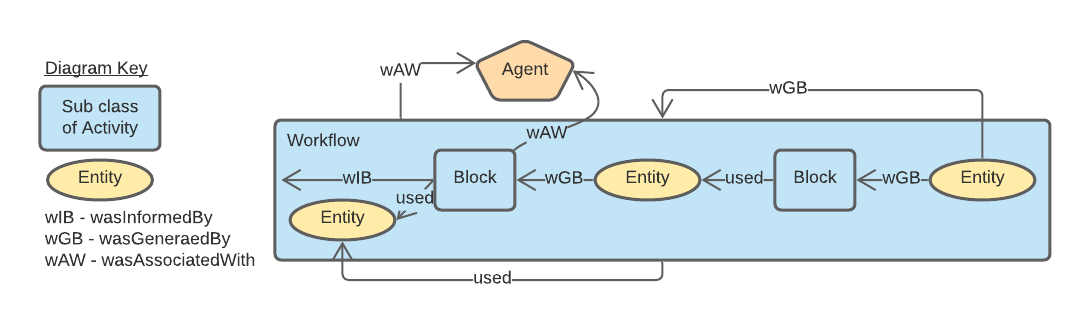 Diagram Key
Sub class
of Activity
Entity
wIB - wasInformedBy
wGB - wasGeneraedBy
wAW - wasAssociatedWith
wAW
Agent
wGB
Workflow
wAW
wIB
Block
wGB
Entity
used
Block
wGB
Entity
used
Entity
used